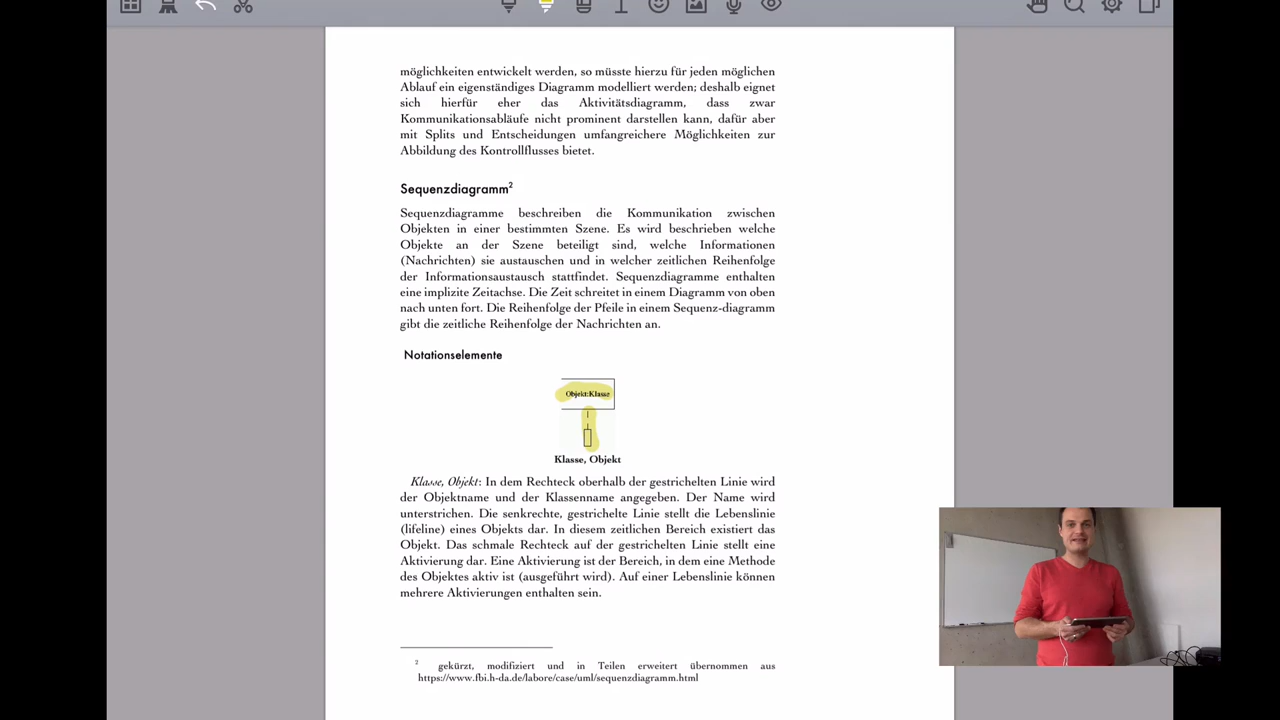 möglichkeiten entwickelt werden, so müsste hierzu für jeden möglichen
Ablauf ein eigenständiges Diagramm modelliert werden; deshalb eignet
sich hierfür eher das Aktivitätsdiagramm, dass zwar
Kommunikationsabläufe nicht prominent darstellen kann, dafür aber
mit Splits und Entscheidungen umfangreichere Möglichkeiten zur
Abbildung des Kontrollflusses bietet.
Sequenzdiagramm²
Sequenzdiagramme beschreiben die Kommunikation zwischen
Objekten in einer bestimmten Szene. Es wird beschrieben welche
Objekte an der Szene beteiligt sind, welche Informationen
(Nachrichten) sie austauschen und in welcher zeitlichen Reihenfolge
der Informationsaustausch stattfindet. Sequenzdiagramme enthalten
eine implizite Zeitachse. Die Zeit schreitet in einem Diagramm von oben
nach unten fort. Die Reihenfolge der Pfeile in einem Sequenz-diagramm
gibt die zeitliche Reihenfolge der Nachrichten an.
Notationselemente
Objekt:Klasse
Klasse, Objekt
Klasse, Objekt: In dem Rechteck oberhalb der gestrichelten Linie wird
der Objektname und der Klassenname angegeben. Der Name wird
unterstrichen. Die senkrechte, gestrichelte Linie stellt die Lebenslinie
(lifeline) eines Objekts dar. In diesem zeitlichen Bereich existiert das
Objekt. Das schmale Rechteck auf der gestrichelten Linie stellt eine
Aktivierung dar. Eine Aktivierung ist der Bereich, in dem eine Methode
des Objektes aktiv ist (ausgeführt wird). Auf einer Lebenslinie können
mehrere Aktivierungen enthalten sein.
² gekürzt, modifiziert und in Teilen erweitert übernommen aus
https://www.fbi.h-da.de/labore/case/uml/sequenzdiagramm.html